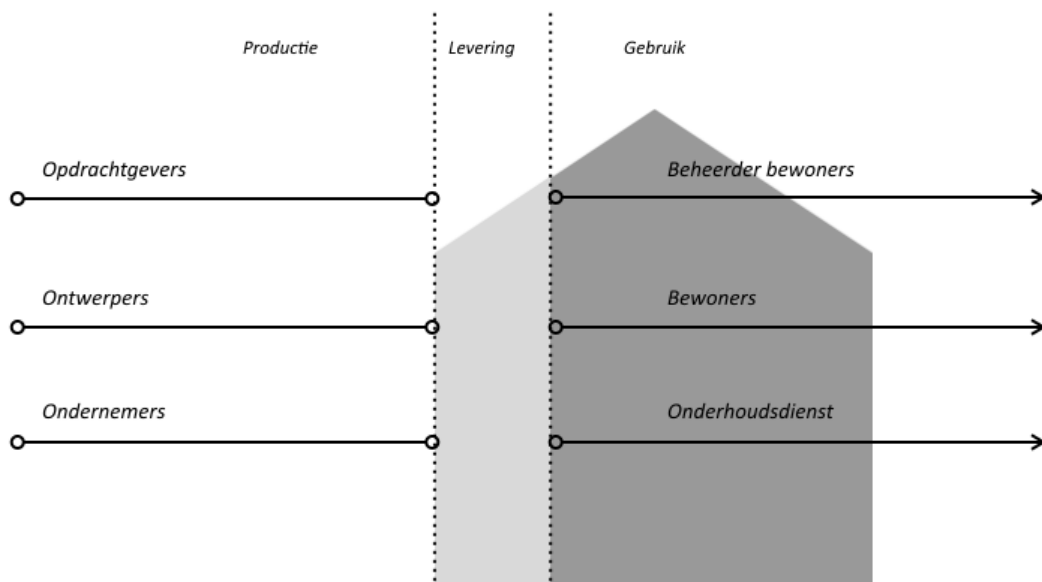 Productie
Levering
Gebruik
Opdrachtgevers
Beheerder bewoners
Ontwerpers
Bewoners
Ondernemers
Onderhoudsdienst